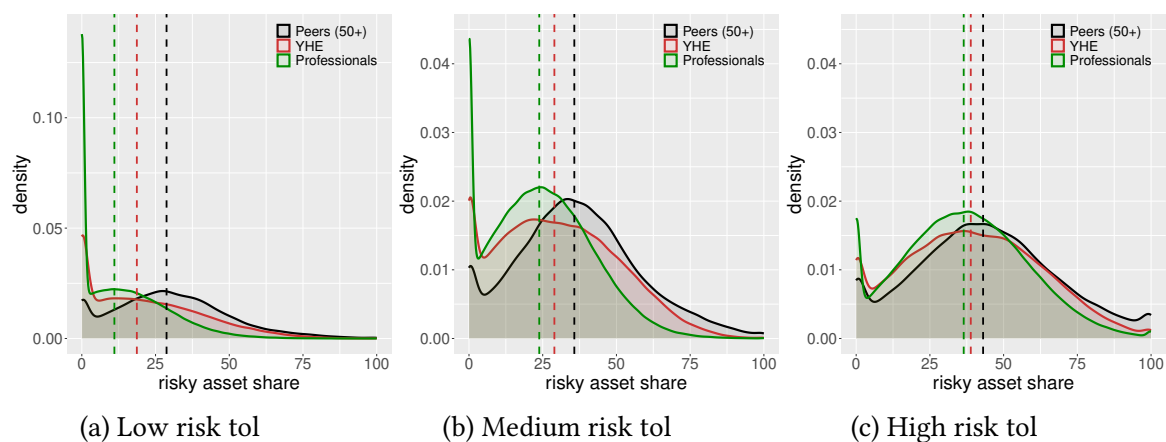 Peers (50+)
YHE
Professionals
0.10
0.05
0.00
density
0 25 50 75 100
risky asset share
(a) Low risk tol
Peers (50+)
YHE
Professionals
0.04
0.03
0.02
0.01
0.00
density
0 25 50 75 100
risky asset share
(b) Medium risk tol
Peers (50+)
YHE
Professionals
0.04
0.03
0.02
0.01
0.00
density
0 25 50 75 100
risky asset share
(c) High risk tol